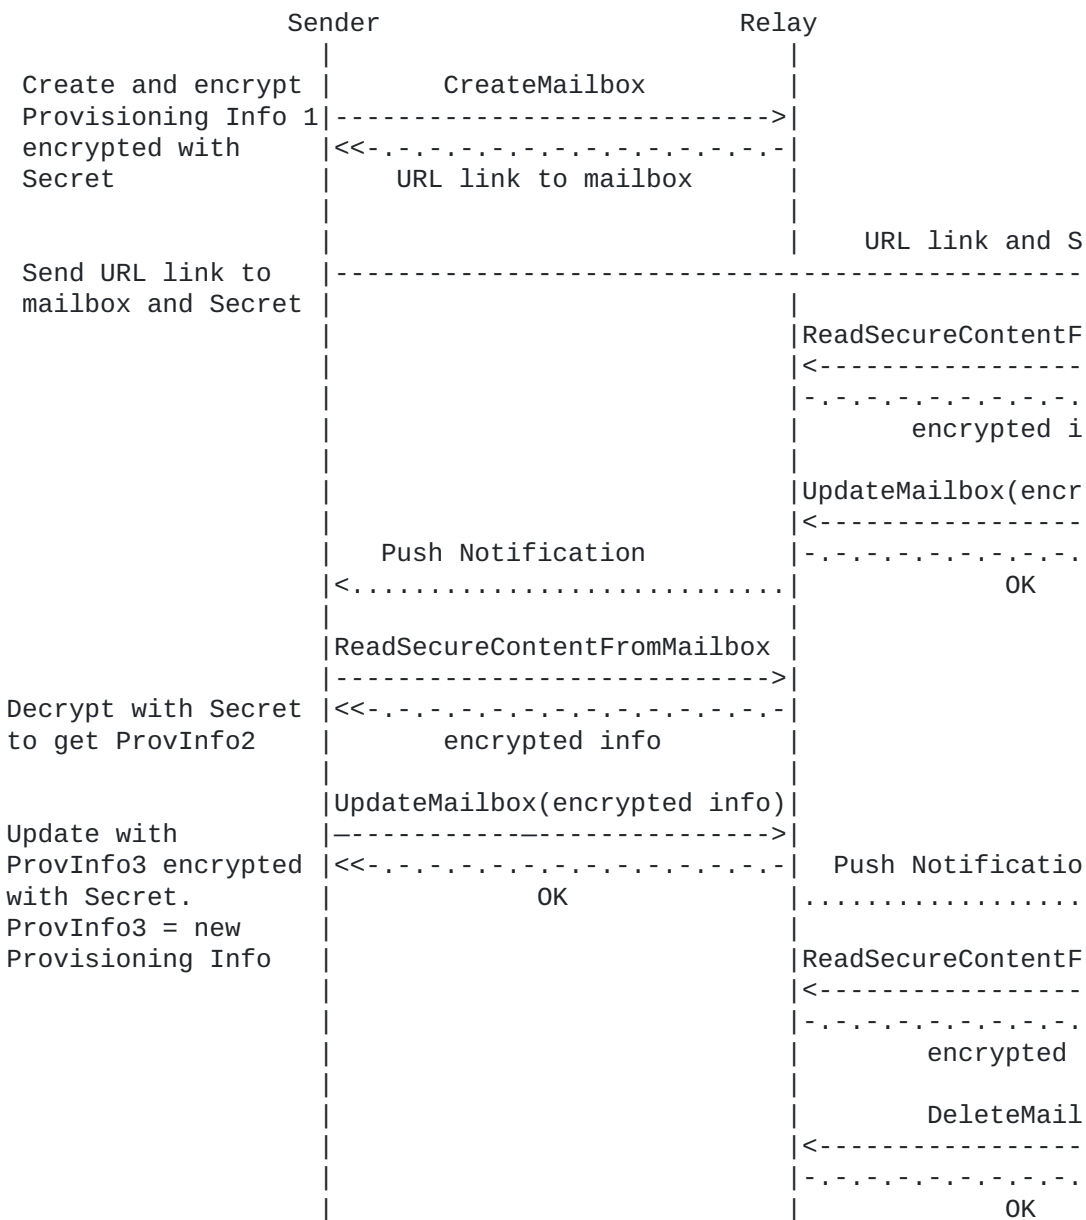 Sender Relay
Create and encrypt CreateMailbox
Provisioning Info 1|---------------------------->|
encrypted with |<<-.-.-.-.-.-.-.-.-.-.-.-.-.-|
Secret URL link to mailbox
URL link and S
Send URL link to |------------------------------------------------
mailbox and Secret
|ReadSecureContentF
|<-----------------
|-.-.-.-.-.-.-.-.-.
encrypted i
|UpdateMailbox(encr
|<-----------------
Push Notification |-.-.-.-.-.-.-.-.-.
|<............................| OK
|ReadSecureContentFromMailbox |
|---------------------------->|
Decrypt with Secret |<<-.-.-.-.-.-.-.-.-.-.-.-.-.-|
to get ProvInfo2 | encrypted info |
|UpdateMailbox(encrypted info)|
Update with |—-----------—--------------->|
ProvInfo3 encrypted |<<-.-.-.-.-.-.-.-.-.-.-.-.-.-| Push Notificatio
with Secret. | OK |..................
ProvInfo3 = new
Provisioning Info |ReadSecureContentF
|<-----------------
|-.-.-.-.-.-.-.-.-.
encrypted
DeleteMail
|<-----------------
|-.-.-.-.-.-.-.-.-.
OK